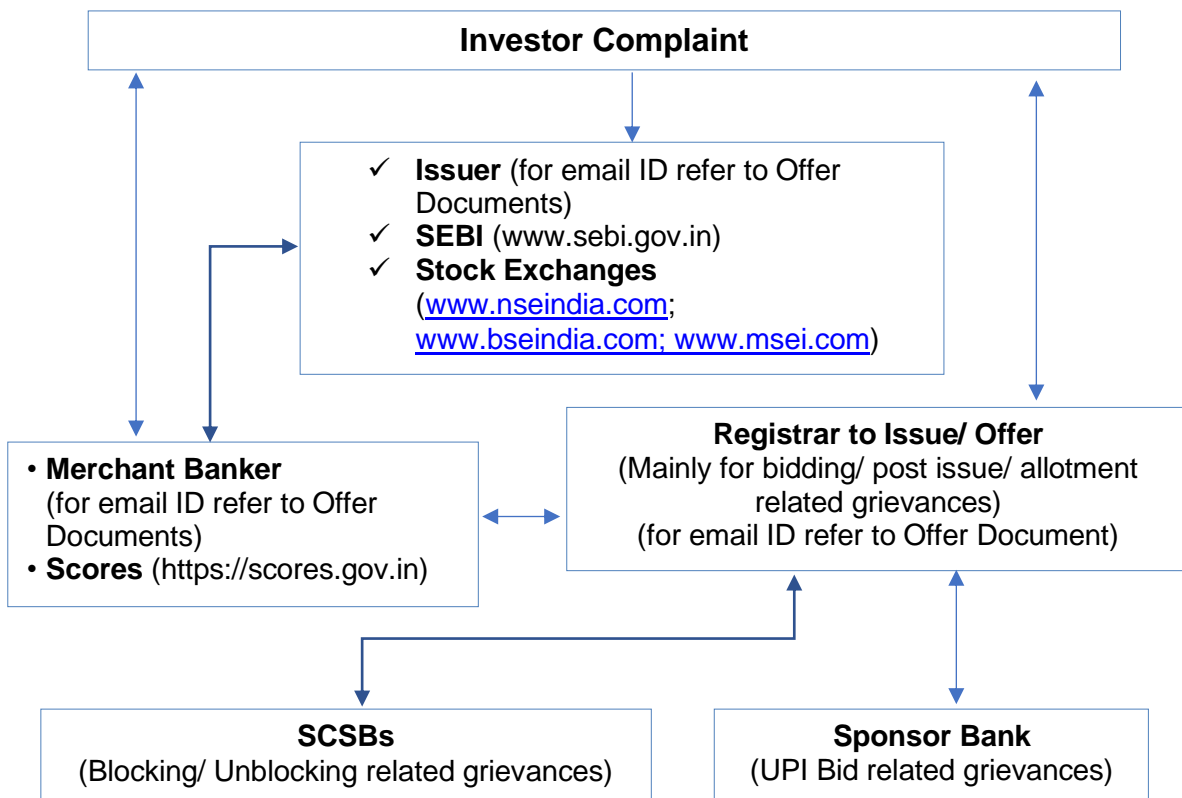 Investor Complaint
✓ Issuer (for email ID refer to Offer
Documents)
✓ SEBI (www.sebi.gov.in)
✓ Stock Exchanges
(www.nseindia.com;
www.bseindia.com; www.msei.com)
• Merchant Banker
(for email ID refer to Offer
Documents)
• Scores (https://scores.gov.in)
Registrar to Issue/ Offer
(Mainly for bidding/ post issue/ allotment
related grievances)
(for email ID refer to Offer Document)
SCSBs
(Blocking/ Unblocking related grievances)
Sponsor Bank
(UPI Bid related grievances)